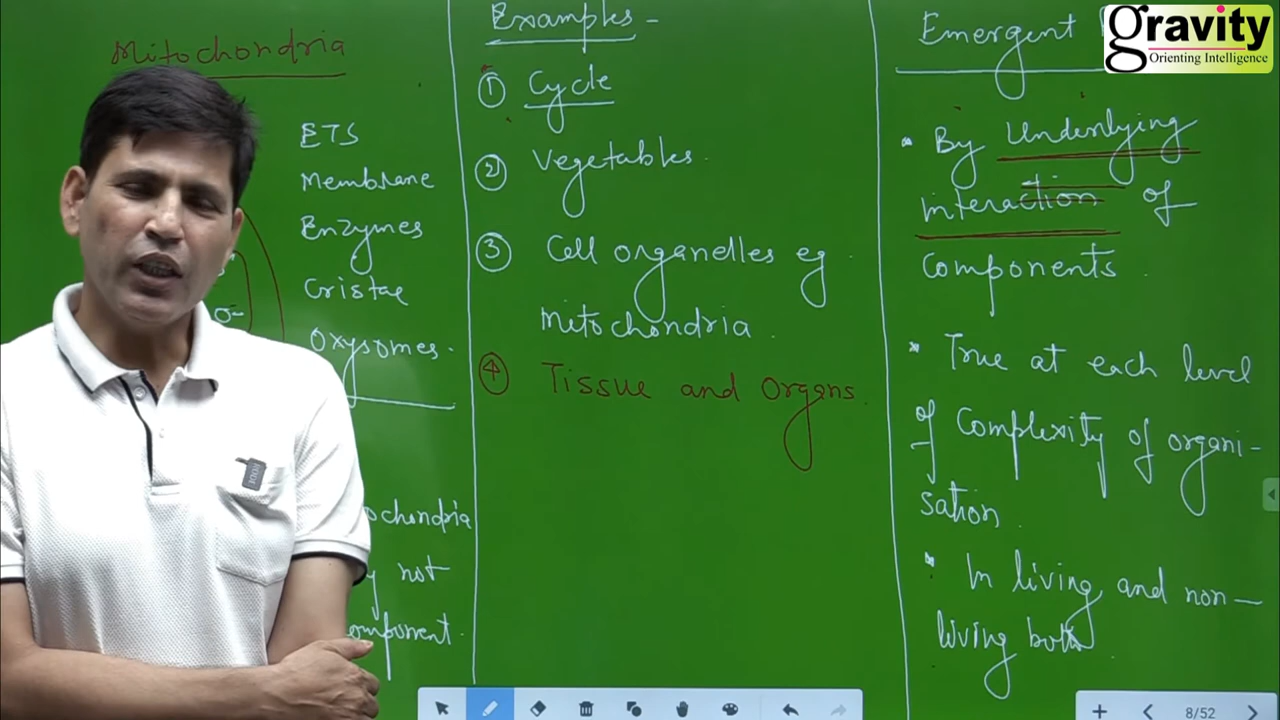 Mitochondria
ETS
Membrane
Enzymes
Cristae
Oxysomes.
ochondria
y not
omponent.
Examples -
① Cycle
② Vegetables.
③ Cell organelles eg.
Mitochondria.
④ Tissue and Organs.
Emergent
• By Underlying
interaction of
Components.
• True at each level
of Complexity of organi-
sation.
• In living and non-
living both
gravity
Orienting Intelligence
8/52